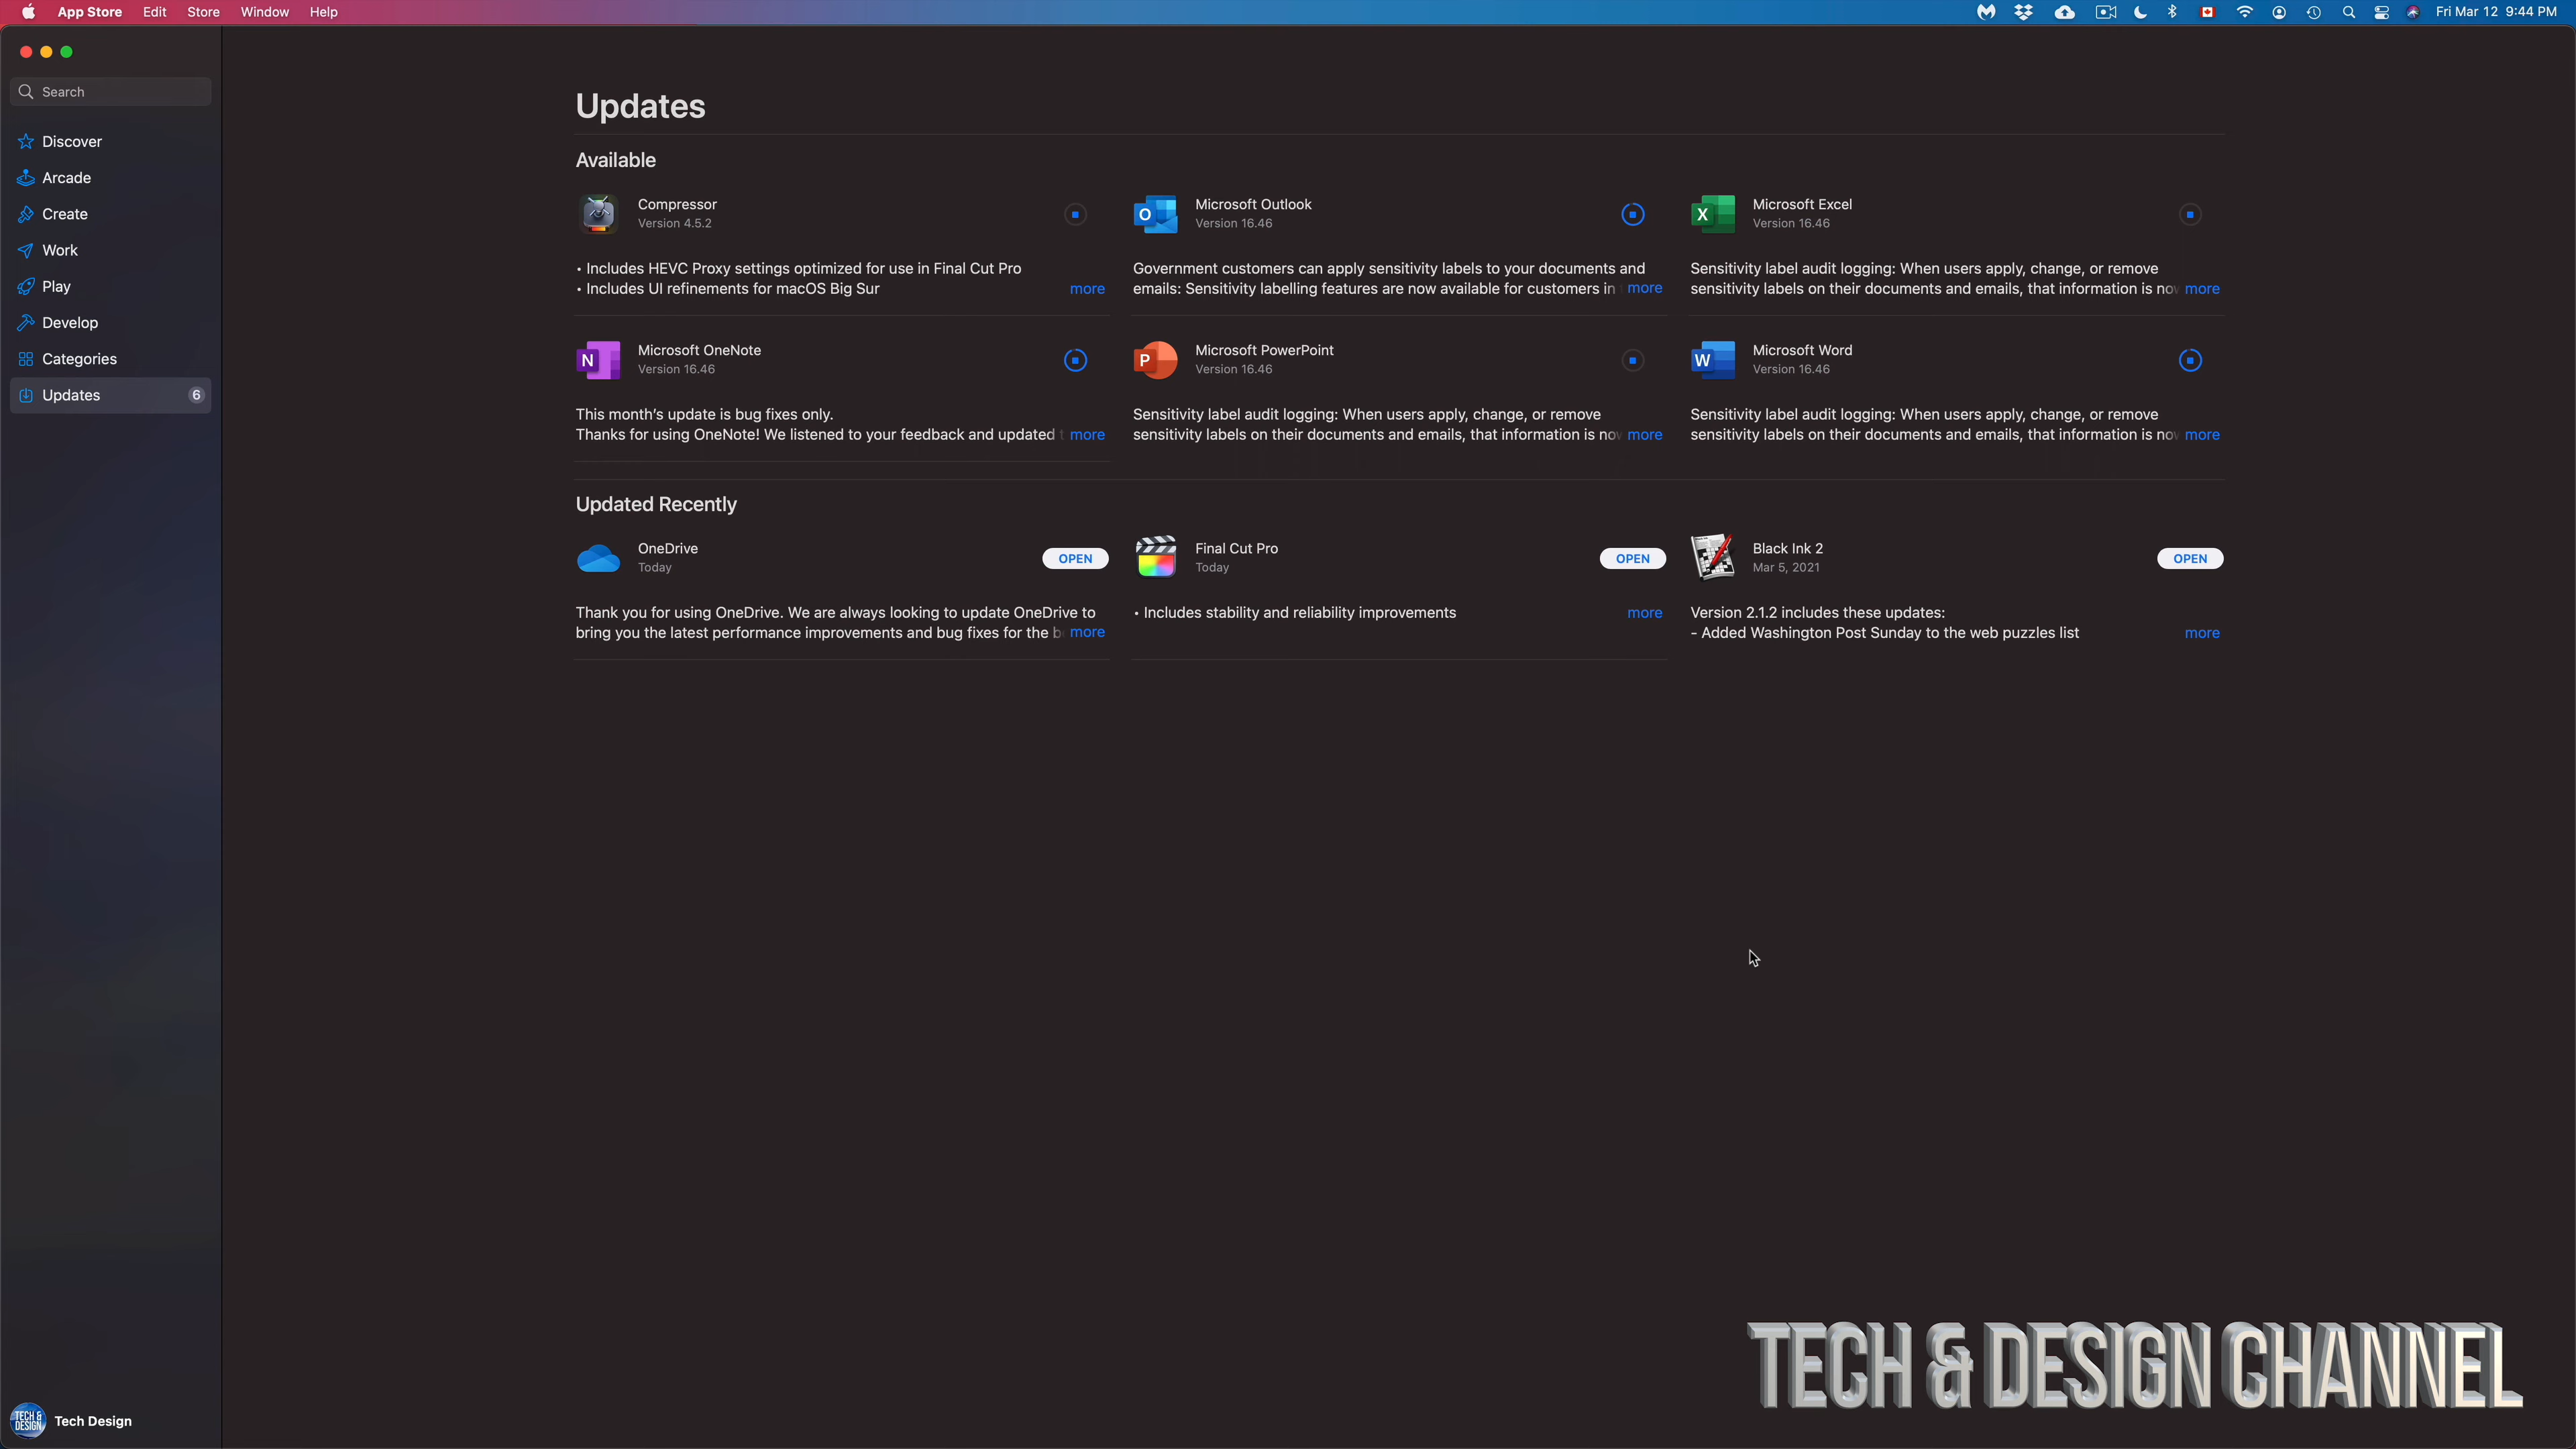 App Store Edit Store Window Help
Fri Mar 12 9:44 PM
Search
Discover
Arcade
Create
Work
Play
Develop
Categories
Updates 6
Updates
Available
Compressor
Version 4.5.2
• Includes HEVC Proxy settings optimized for use in Final Cut Pro
• Includes UI refinements for macOS Big Sur more
Microsoft Outlook
Version 16.46
Government customers can apply sensitivity labels to your documents and
emails: Sensitivity labelling features are now available for customers in more
Microsoft Excel
Version 16.46
Sensitivity label audit logging: When users apply, change, or remove
sensitivity labels on their documents and emails, that information is now more
Microsoft OneNote
Version 16.46
This month's update is bug fixes only.
Thanks for using OneNote! We listened to your feedback and updated t more
Microsoft PowerPoint
Version 16.46
Sensitivity label audit logging: When users apply, change, or remove
sensitivity labels on their documents and emails, that information is now more
Microsoft Word
Version 16.46
Sensitivity label audit logging: When users apply, change, or remove
sensitivity labels on their documents and emails, that information is now more
Updated Recently
OneDrive
Today
OPEN
Thank you for using OneDrive. We are always looking to update OneDrive to
bring you the latest performance improvements and bug fixes for the b more
Final Cut Pro
Today
OPEN
• Includes stability and reliability improvements more
Black Ink 2
Mar 5, 2021
OPEN
Version 2.1.2 includes these updates:
- Added Washington Post Sunday to the web puzzles list more
TECH & DESIGN CHANNEL
TECH &
DESIGN
Tech Design